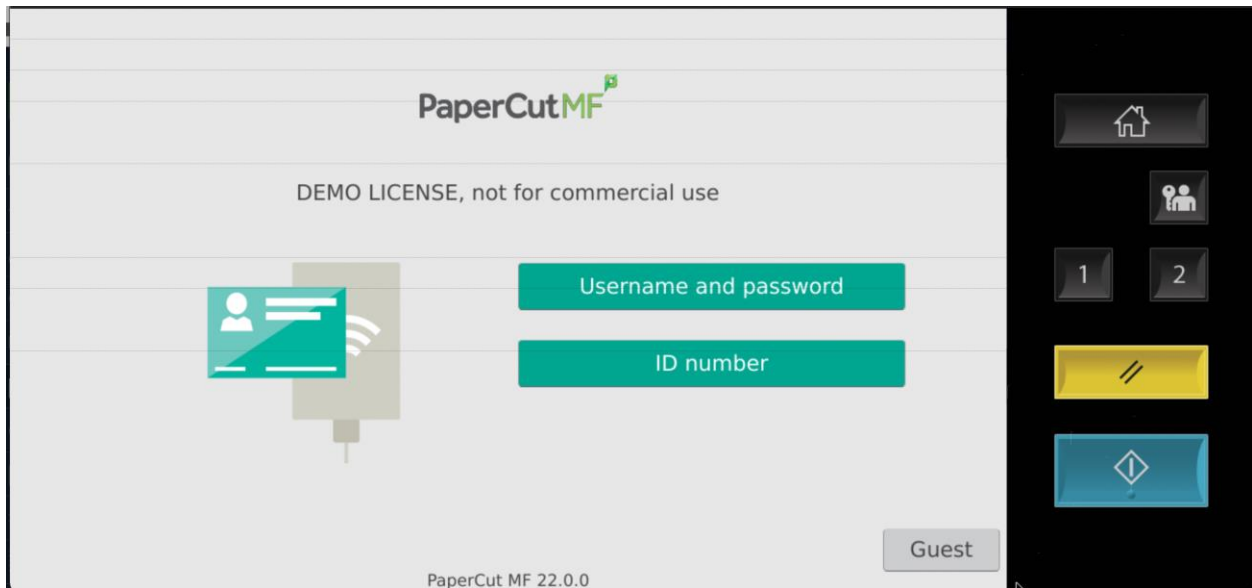 PaperCutMF
DEMO LICENSE, not for commercial use
Username and password
ID number
Guest
PaperCut MF 22.0.0
1
2